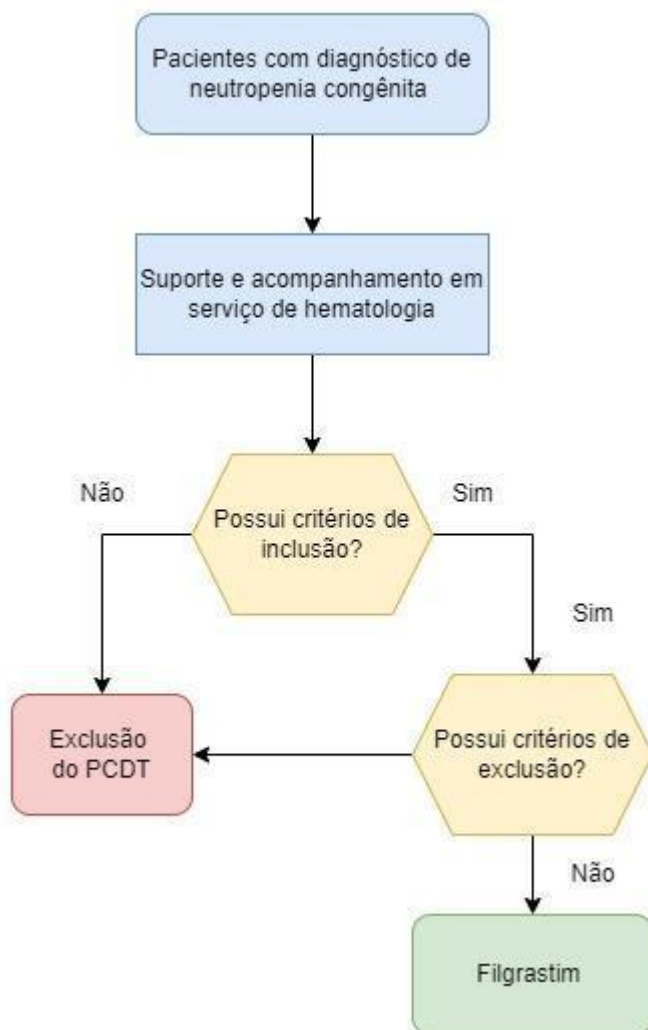 Pacientes com diagnóstico de
neutropenia congênita
Suporte e acompanhamento em
serviço de hematologia
Não
Sim
Possui critérios de
inclusão?
Sim
Exclusão
do PCDT
Possui critérios de
exclusão?
Não
Filgrastim